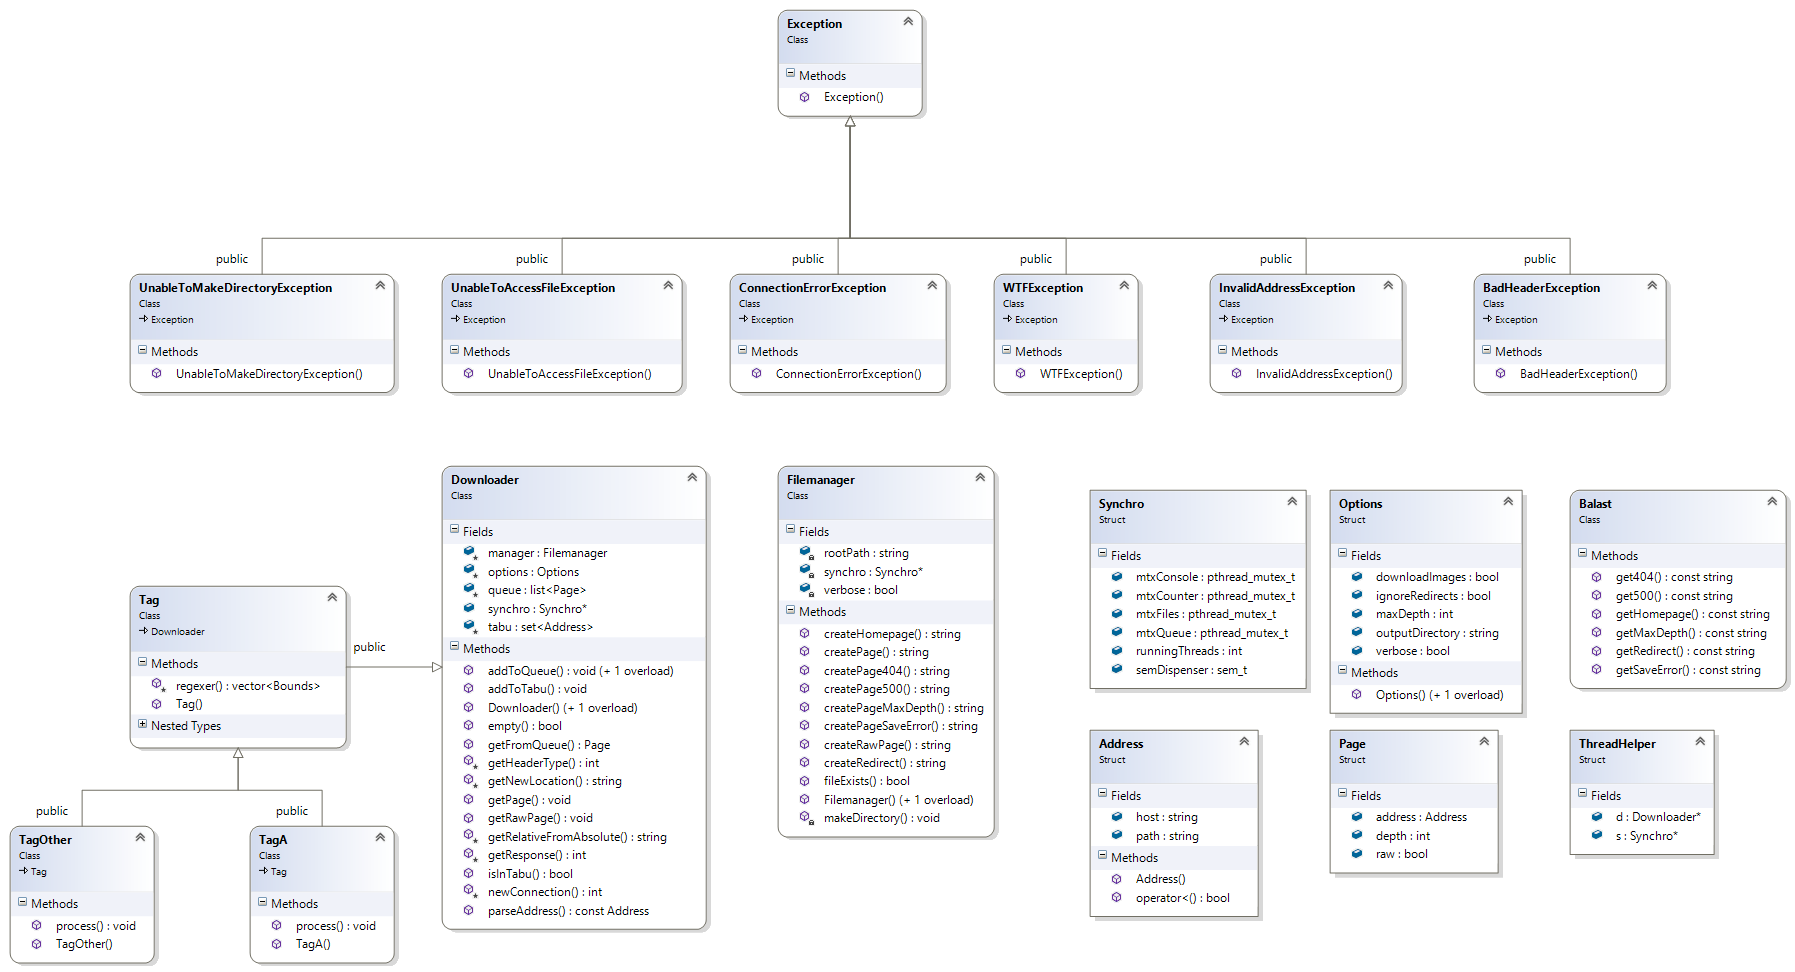 Exception
Class
Methods
Exception()
public
public
public
public
public
public
UnableToMakeDirectoryException
Class
Exception
Methods
UnableToMakeDirectoryException()
UnableToAccessFileException
Class
Exception
Methods
UnableToAccessFileException()
ConnectionErrorException
Class
Exception
Methods
ConnectionErrorException()
WTFException
Class
Exception
Methods
WTFException()
InvalidAddressException
Class
Exception
Methods
InvalidAddressException()
BadHeaderException
Class
Exception
Methods
BadHeaderException()
Tag
Class
Downloader
Methods
regexer() : vector<Bounds>
Tag()
Nested Types
public
public
public
TagOther
Class
Tag
Methods
process() : void
TagOther()
TagA
Class
Tag
Methods
process() : void
TagA()
Downloader
Class
Fields
manager : Filemanager
options : Options
queue : list<Page>
synchro : Synchro*
tabu : set<Address>
Methods
addToQueue() : void (+ 1 overload)
addToTabu() : void
Downloader() (+ 1 overload)
empty() : bool
getFromQueue() : Page
getHeaderType() : int
getNewLocation() : string
getPage() : void
getRawPage() : void
getRelativeFromAbsolute() : string
getResponse() : int
isInTabu() : bool
newConnection() : int
parseAddress() : const Address
Filemanager
Class
Fields
rootPath : string
synchro : Synchro*
verbose : bool
Methods
createHomepage() : string
createPage() : string
createPage404() : string
createPage500() : string
createPageMaxDepth() : string
createPageSaveError() : string
createRawPage() : string
createRedirect() : string
fileExists() : bool
Filemanager() (+ 1 overload)
makeDirectory() : void
Synchro
Struct
Fields
mtxConsole : pthread_mutex_t
mtxCounter : pthread_mutex_t
mtxFiles : pthread_mutex_t
mtxQueue : pthread_mutex_t
runningThreads : int
semDispenser : sem_t
Options
Struct
Fields
downloadImages : bool
ignoreRedirects : bool
maxDepth : int
outputDirectory : string
verbose : bool
Methods
Options() (+ 1 overload)
Balast
Class
Methods
get404() : const string
get500() : const string
getHomepage() : const string
getMaxDepth() : const string
getRedirect() : const string
getSaveError() : const string
Address
Struct
Fields
host : string
path : string
Methods
Address()
operator<() : bool
Page
Struct
Fields
address : Address
depth : int
raw : bool
ThreadHelper
Struct
Fields
d : Downloader*
s : Synchro*